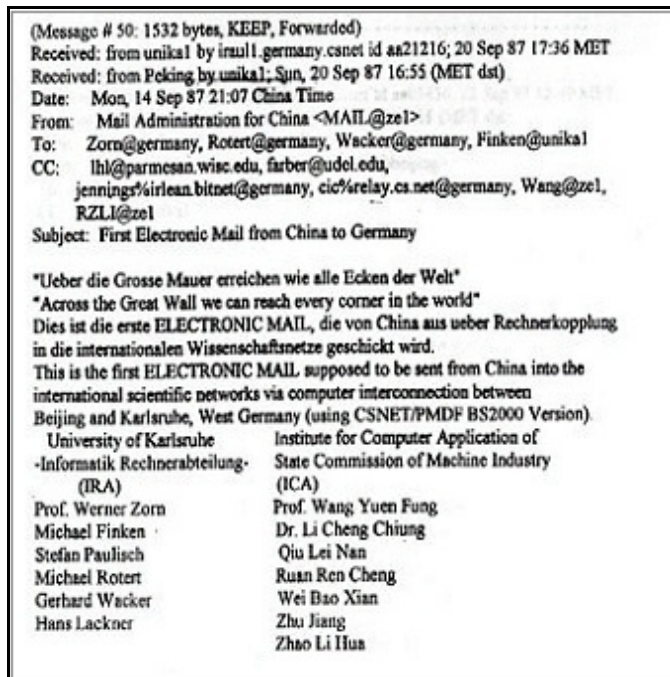 (Message # 50: 1532 bytes, KEEP, Forwarded)
Received: from unika1 by iraul1.germany.csnet id aa21216; 20 Sep 87 17:36 MET
Received: from Peking by unika1; Sun, 20 Sep 87 16:55 (MET dst)
Date: Mon, 14 Sep 87 21:07 China Time
From: Mail Administration for China <MAIL@ze1>
To: Zorn@germany, Rotert@germany, Wacker@germany, Finken@unika1
CC: lhl@parmesan.wisc.edu, farber@udel.edu,
jennings%irlean.bitnet@germany, cic%relay.cs.net@germany, Wang@ze1,
RZLI@ze1
Subject: First Electronic Mail from China to Germany
"Ueber die Grosse Mauer erreichen wie alle Ecken der Welt"
"Across the Great Wall we can reach every corner in the world"
Dies ist die erste ELECTRONIC MAIL, die von China aus ueber Rechnerkopplung
in die internationalen Wissenschaftsnetze geschickt wird.
This is the first ELECTRONIC MAIL supposed to be sent from China into the
international scientific networks via computer interconnection between
Beijing and Karlsruhe, West Germany (using CSNET/PMDF BS2000 Version).
University of Karlsruhe Institute for Computer Application of
-Informatik Rechnerabteilung- State Commission of Machine Industry
(IRA) (ICA)
Prof. Werner Zorn Prof. Wang Yuen Fung
Michael Finken Dr. Li Cheng Chiung
Stefan Paulisch Qiu Lei Nan
Michael Rotert Ruan Ren Cheng
Gerhard Wacker Wei Bao Xian
Hans Lackner Zhu Jiang
Zhao Li Hua